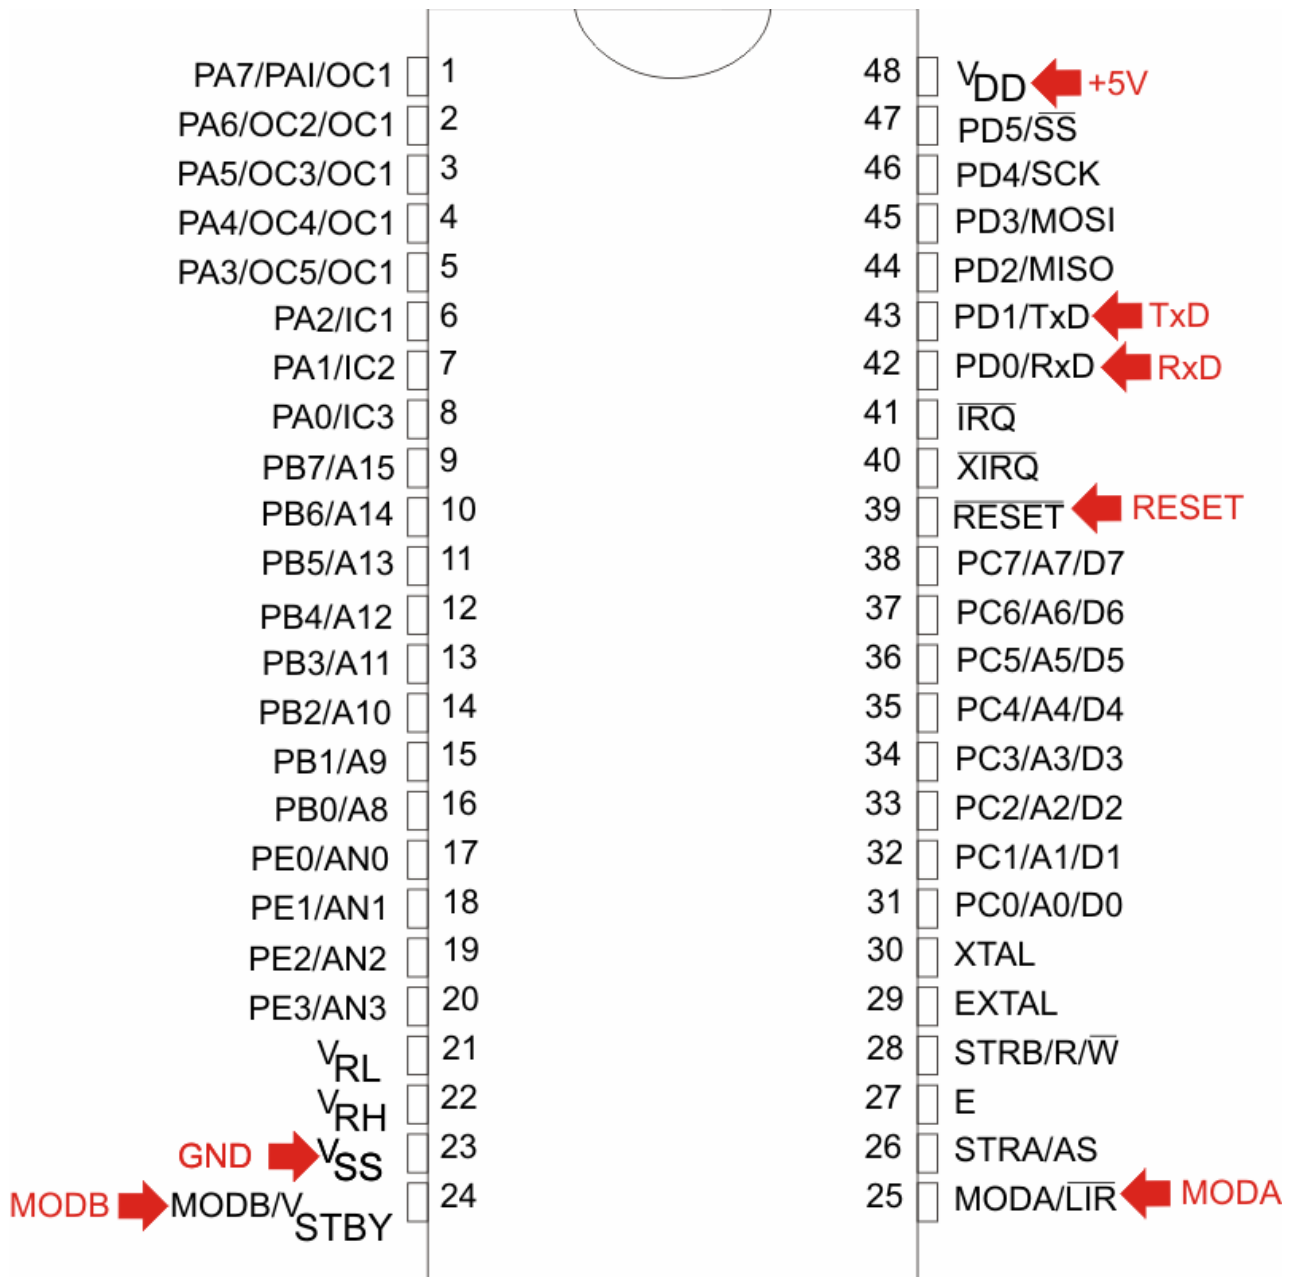 PA7/PAI/OC1 1 48 VDD +5V
PA6/OC2/OC1 2 47 PD5/S̅S̅
PA5/OC3/OC1 3 46 PD4/SCK
PA4/OC4/OC1 4 45 PD3/MOSI
PA3/OC5/OC1 5 44 PD2/MISO
PA2/IC1 6 43 PD1/TxD TxD
PA1/IC2 7 42 PD0/RxD RxD
PA0/IC3 8 41 I̅R̅Q̅
PB7/A15 9 40 X̅I̅R̅Q̅
PB6/A14 10 39 R̅E̅S̅E̅T̅ RESET
PB5/A13 11 38 PC7/A7/D7
PB4/A12 12 37 PC6/A6/D6
PB3/A11 13 36 PC5/A5/D5
PB2/A10 14 35 PC4/A4/D4
PB1/A9 15 34 PC3/A3/D3
PB0/A8 16 33 PC2/A2/D2
PE0/AN0 17 32 PC1/A1/D1
PE1/AN1 18 31 PC0/A0/D0
PE2/AN2 19 30 XTAL
PE3/AN3 20 29 EXTAL
VRL 21 28 STRB/R/W̅
VRH 22 27 E
GND VSS 23 26 STRA/AS
MODB MODB/VSTBY 24 25 MODA/L̅I̅R̅ MODA